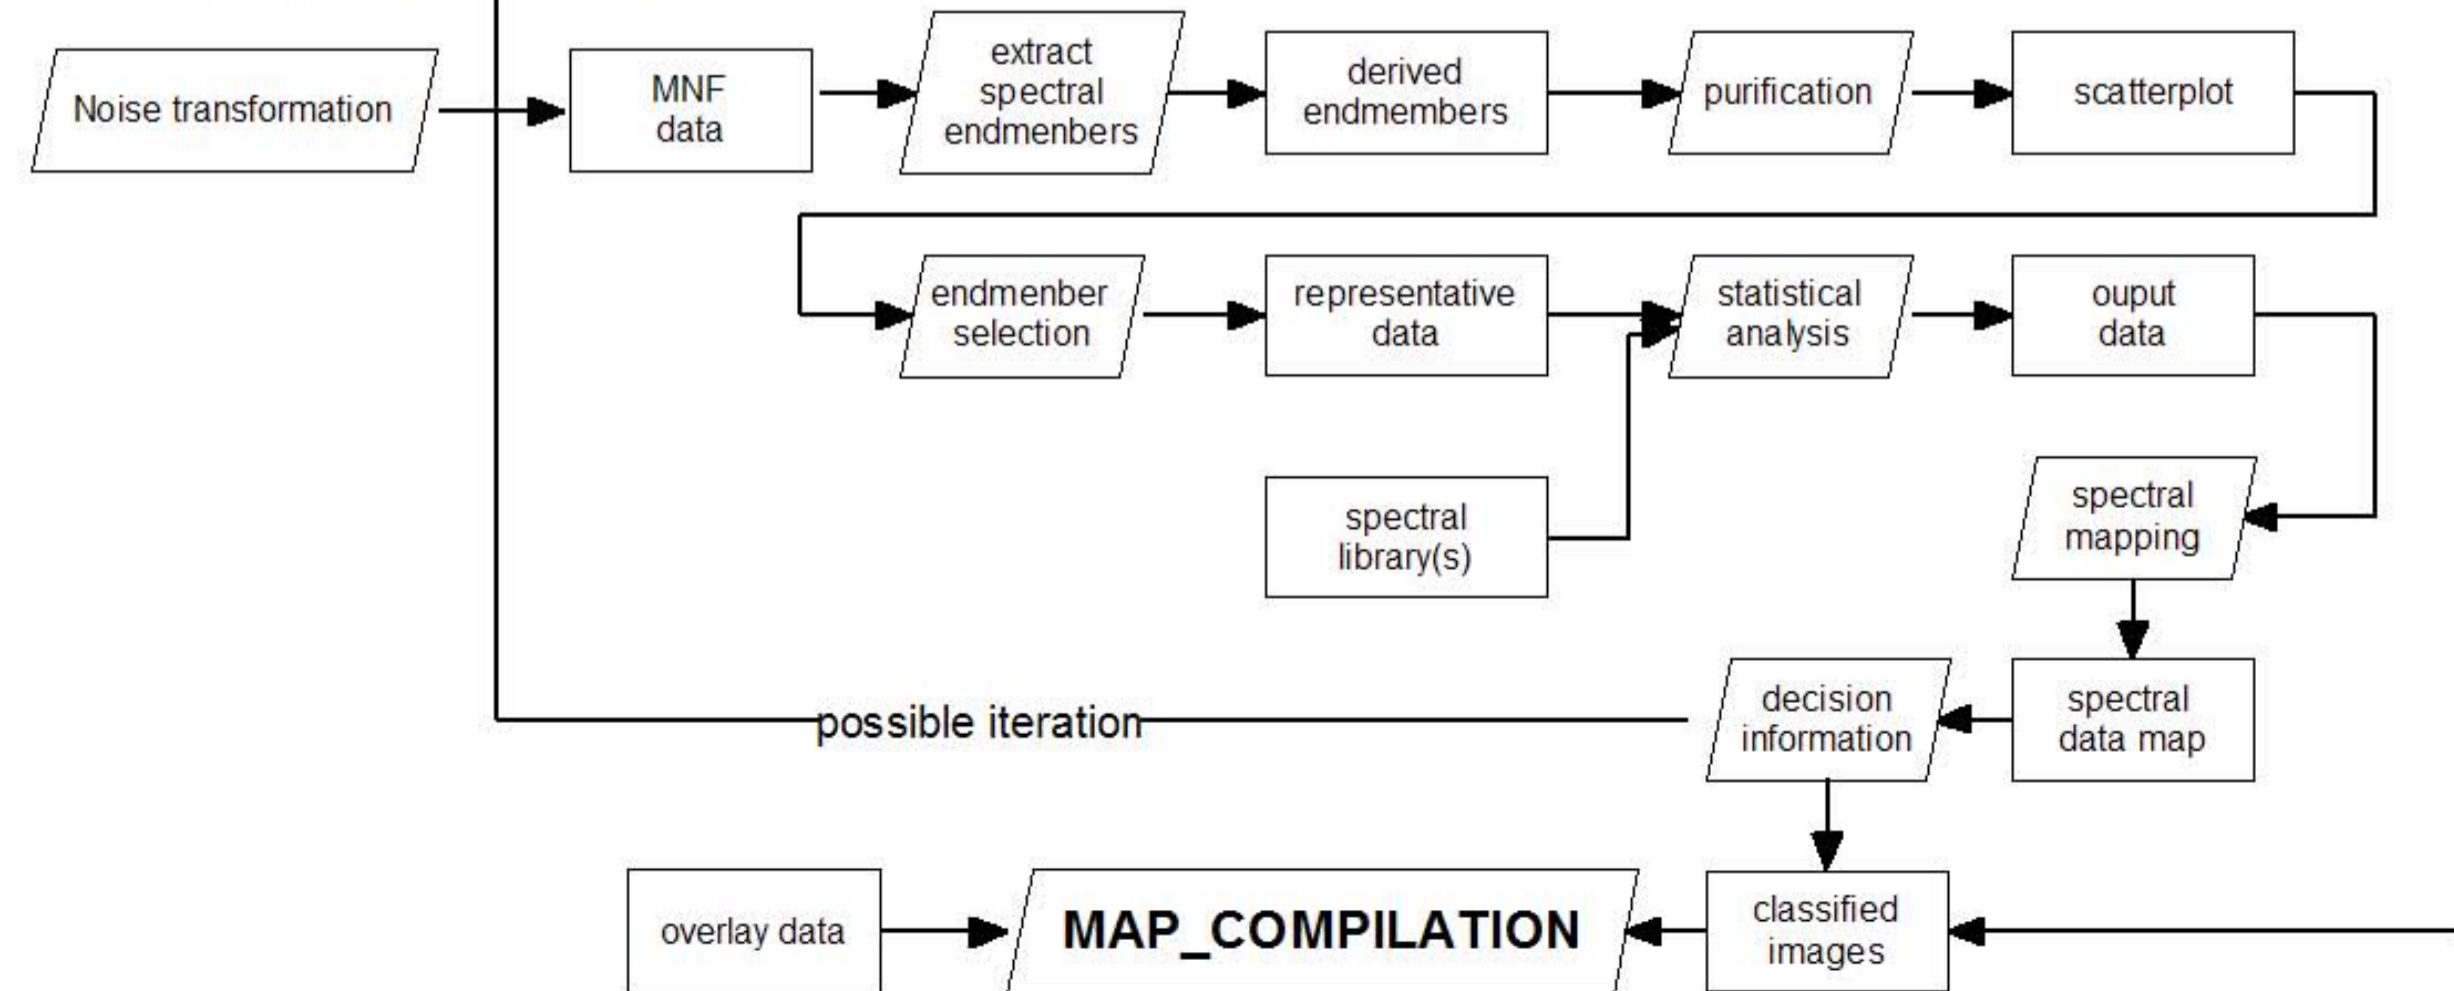 Noise transformation
MNF
data
extract
spectral
endmenbers
derived
endmembers
purification
scatterplot
endmenber
selection
representative
data
statistical
analysis
ouput
data
spectral
library(s)
spectral
mapping
possible iteration
decision
information
spectral
data map
overlay data
MAP_COMPILATION
classified
images